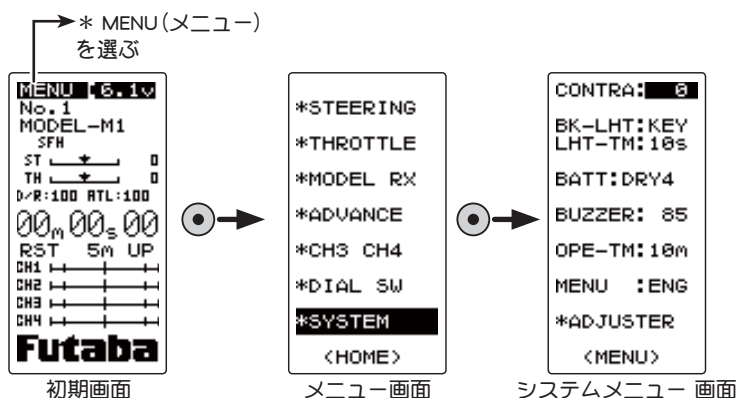 ＊ MENU（メニュー）
を選ぶ
MENU 6.1v
No.1
MODEL-M1
SFH
ST 0
TH 0
D/R:100 ATL:100
00m00s00
RST 5m UP
CH1
CH2
CH3
CH4
Futaba
初期画面
*STEERING
*THROTTLE
*MODEL RX
*ADVANCE
*CH3 CH4
*DIAL SW
*SYSTEM
<HOME>
メニュー画面
CONTRA: 0
BK-LHT:KEY
LHT-TM:10s
BATT:DRY4
BUZZER: 85
OPE-TM:10m
MENU :ENG
*ADJUSTER
<MENU>
システムメニュー 画面